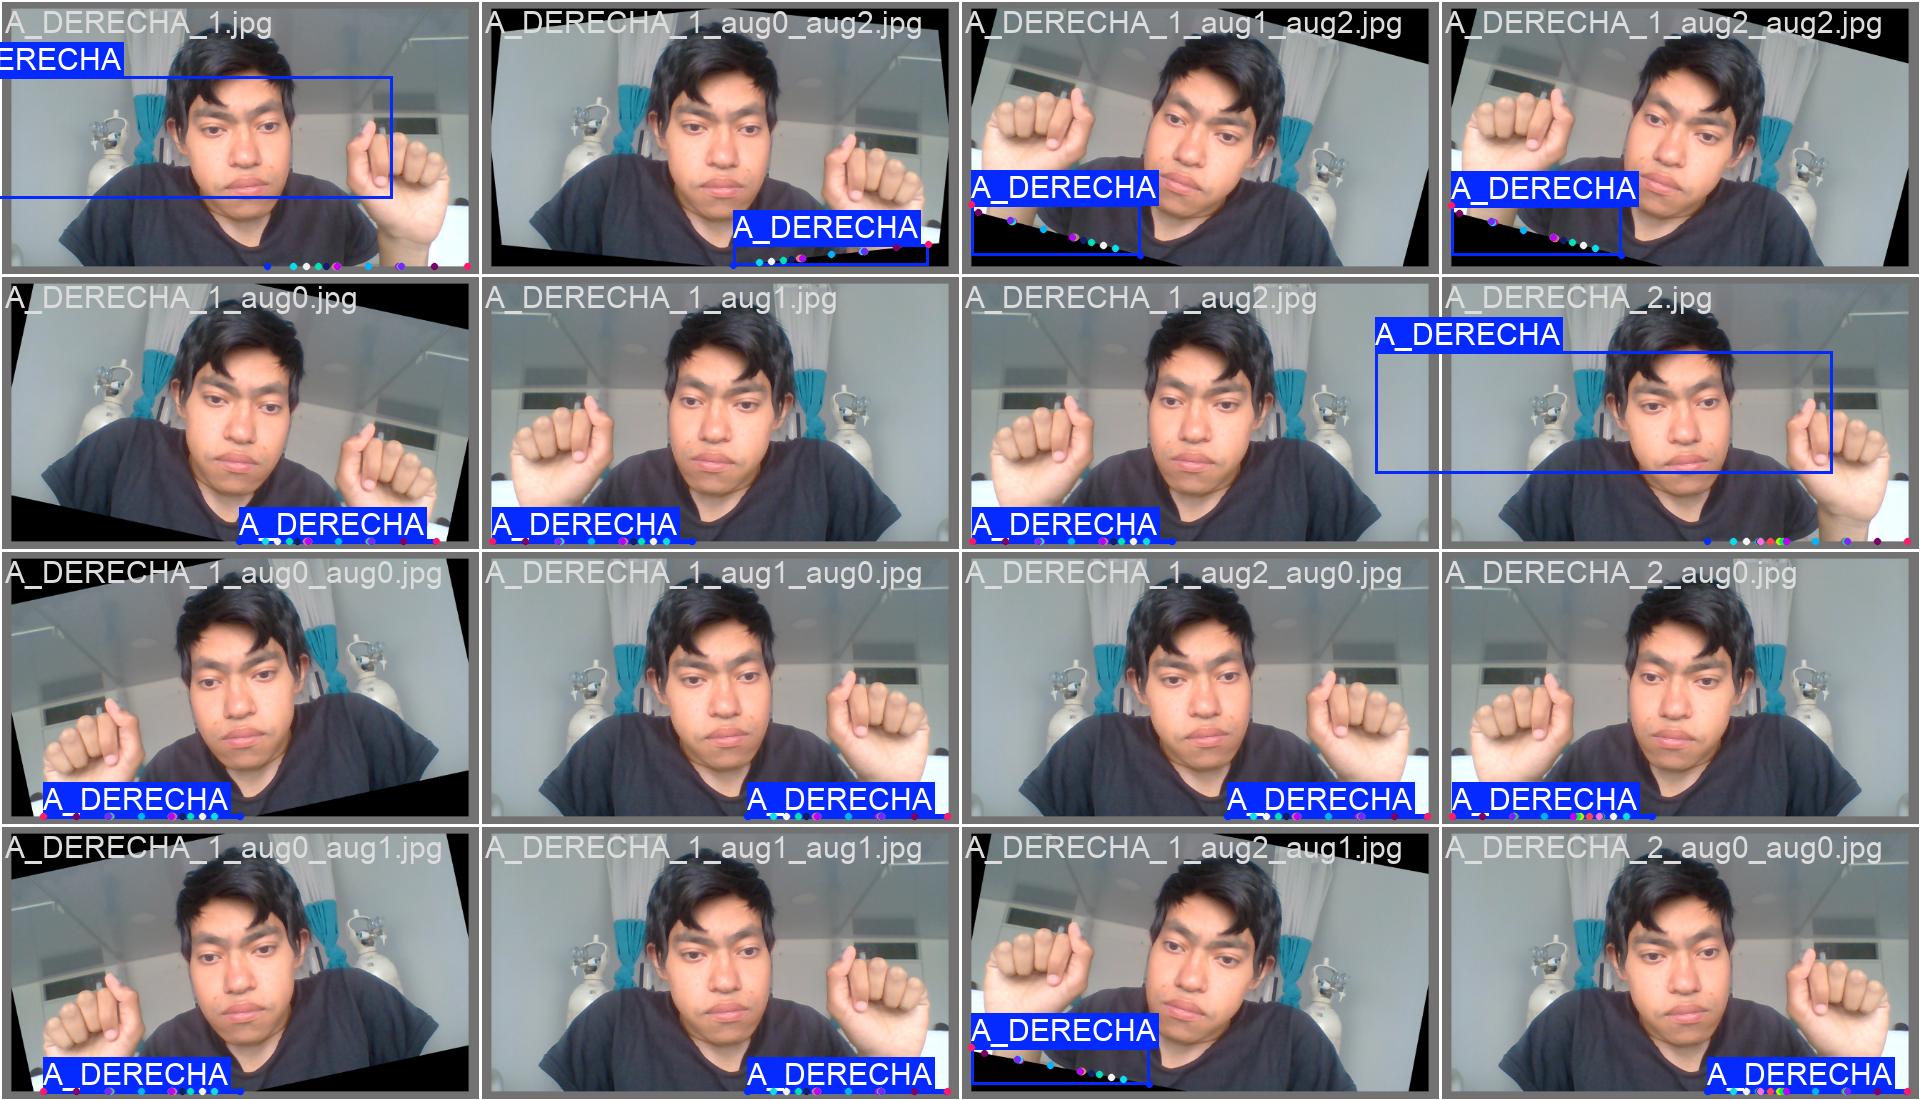 A_DERECHA_1.jpg
ERECHA
A_DERECHA_1_aug0_aug2.jpg
A_DERECHA
A_DERECHA_1_aug1_aug2.jpg
A_DERECHA
A_DERECHA_1_aug2_aug2.jpg
A_DERECHA
A_DERECHA_1_aug0.jpg
A_DERECHA
A_DERECHA_1_aug1.jpg
A_DERECHA
A_DERECHA_1_aug2.jpg
A_DERECHA
A_DERECHA_2.jpg
A_DERECHA
A_DERECHA_1_aug0_aug0.jpg
A_DERECHA
A_DERECHA_1_aug1_aug0.jpg
A_DERECHA
A_DERECHA_1_aug2_aug0.jpg
A_DERECHA
A_DERECHA_2_aug0.jpg
A_DERECHA
A_DERECHA_1_aug0_aug1.jpg
A_DERECHA
A_DERECHA_1_aug1_aug1.jpg
A_DERECHA
A_DERECHA_1_aug2_aug1.jpg
A_DERECHA
A_DERECHA_2_aug0_aug0.jpg
A_DERECHA